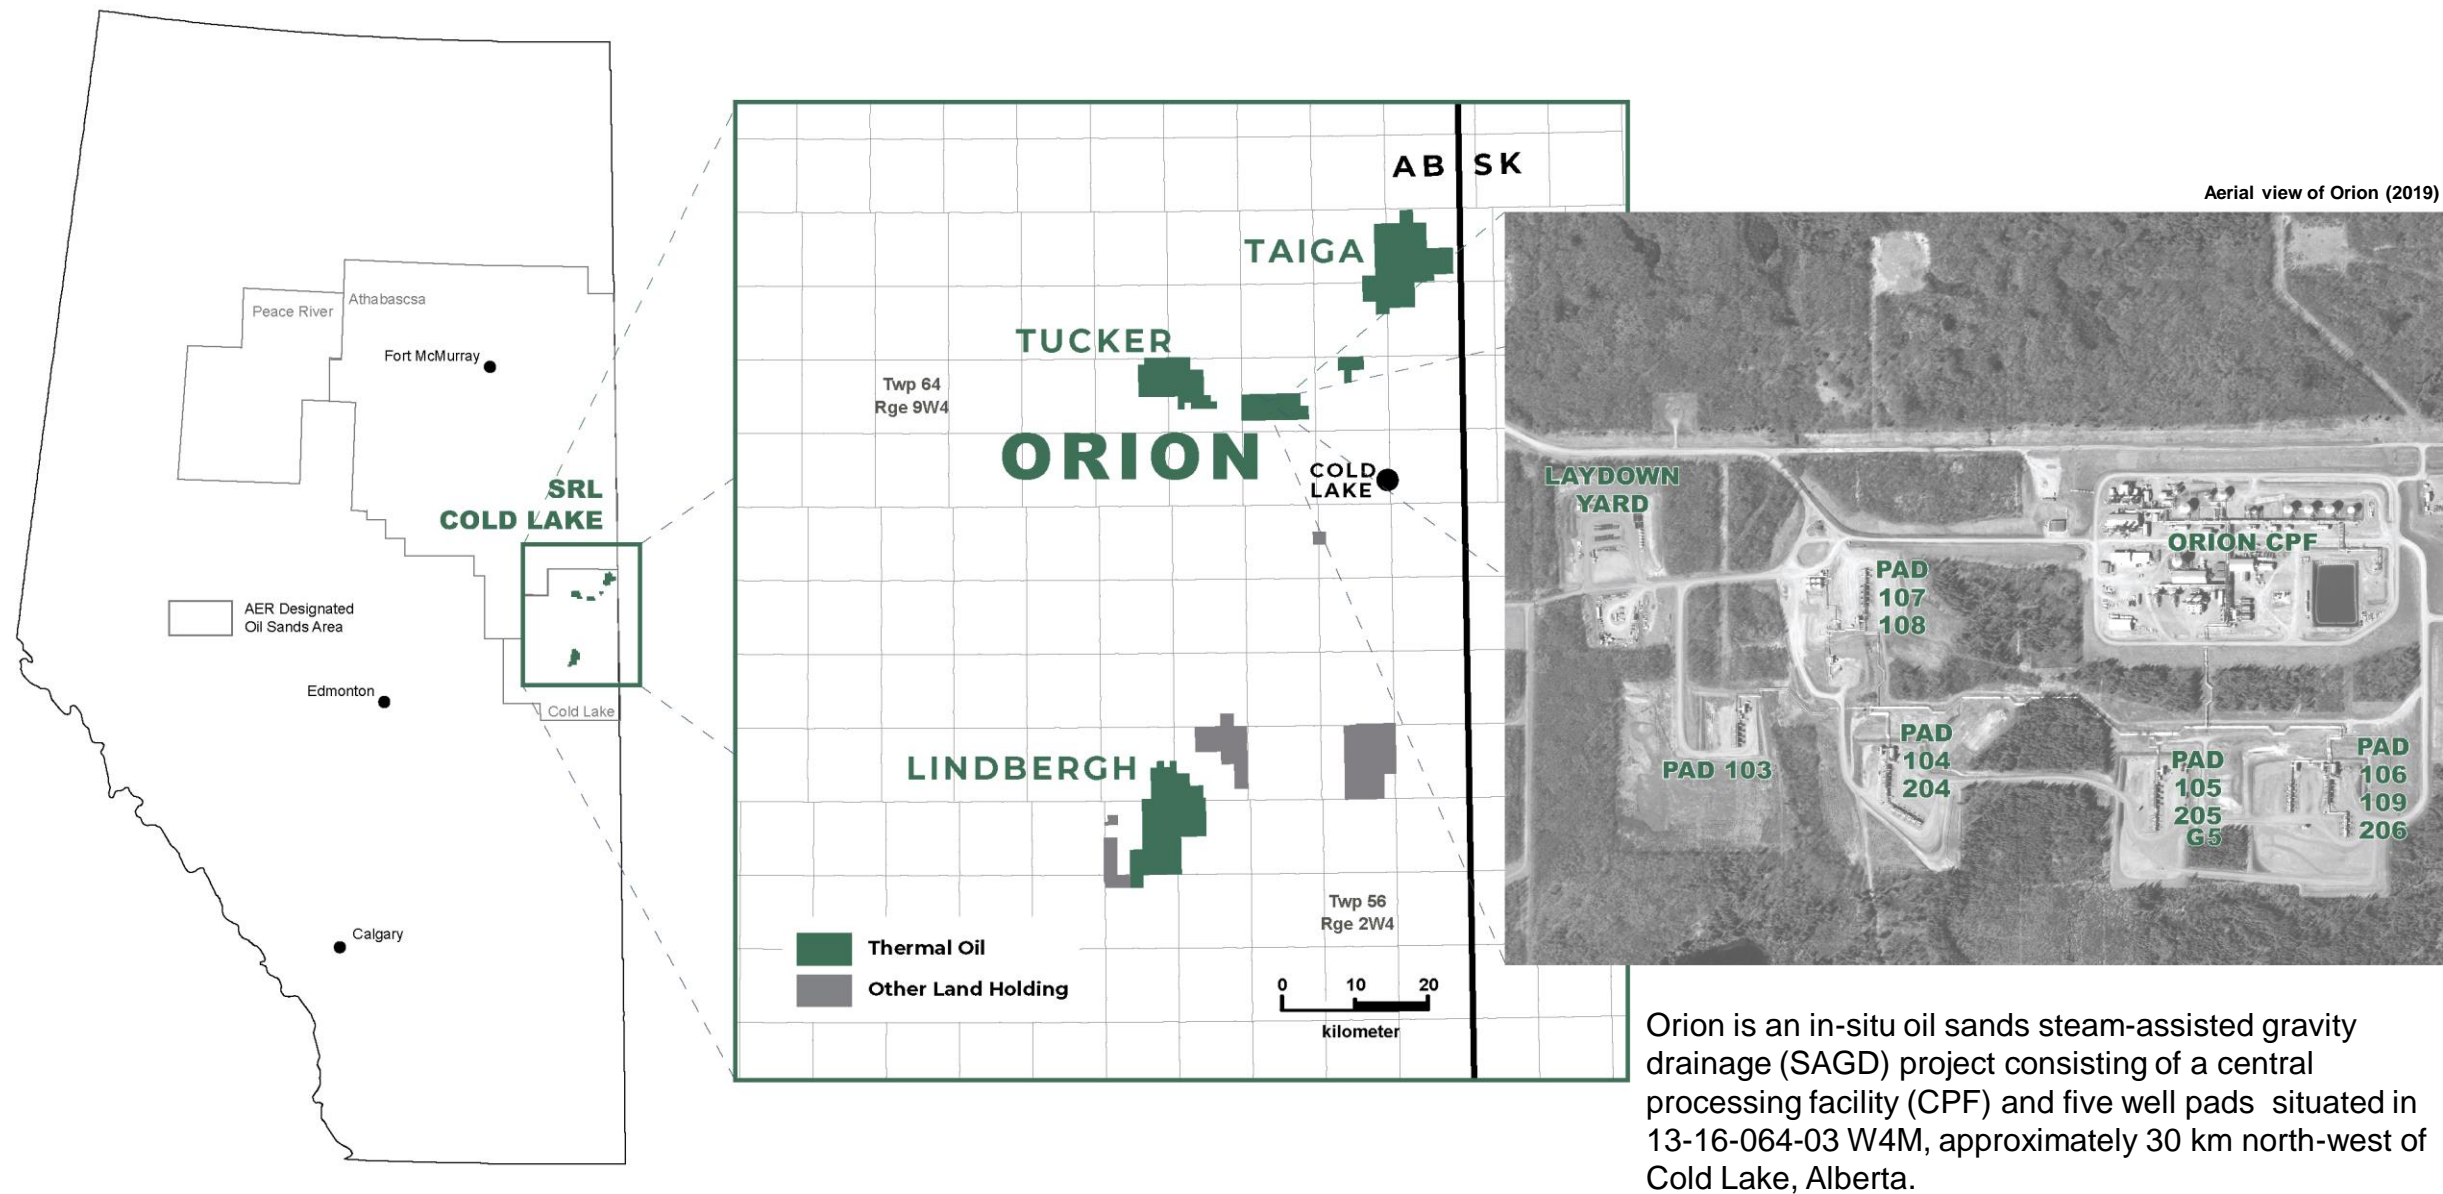 Peace River
Athabascsa
Fort McMurray
SRL
COLD LAKE
AER Designated
Oil Sands Area
Edmonton
Cold Lake
Calgary
AB SK
TAIGA
TUCKER
Twp 64
Rge 9W4
ORION
COLD
LAKE
LINDBERGH
Twp 56
Rge 2W4
Thermal Oil
Other Land Holding
0 10 20
kilometer
Aerial view of Orion (2019)
LAYDOWN
YARD
ORION CPF
PAD
107
108
PAD 103
PAD
104
204
PAD
105
205
G5
PAD
106
109
206
Orion is an in-situ oil sands steam-assisted gravity
drainage (SAGD) project consisting of a central
processing facility (CPF) and five well pads situated in
13-16-064-03 W4M, approximately 30 km north-west of
Cold Lake, Alberta.